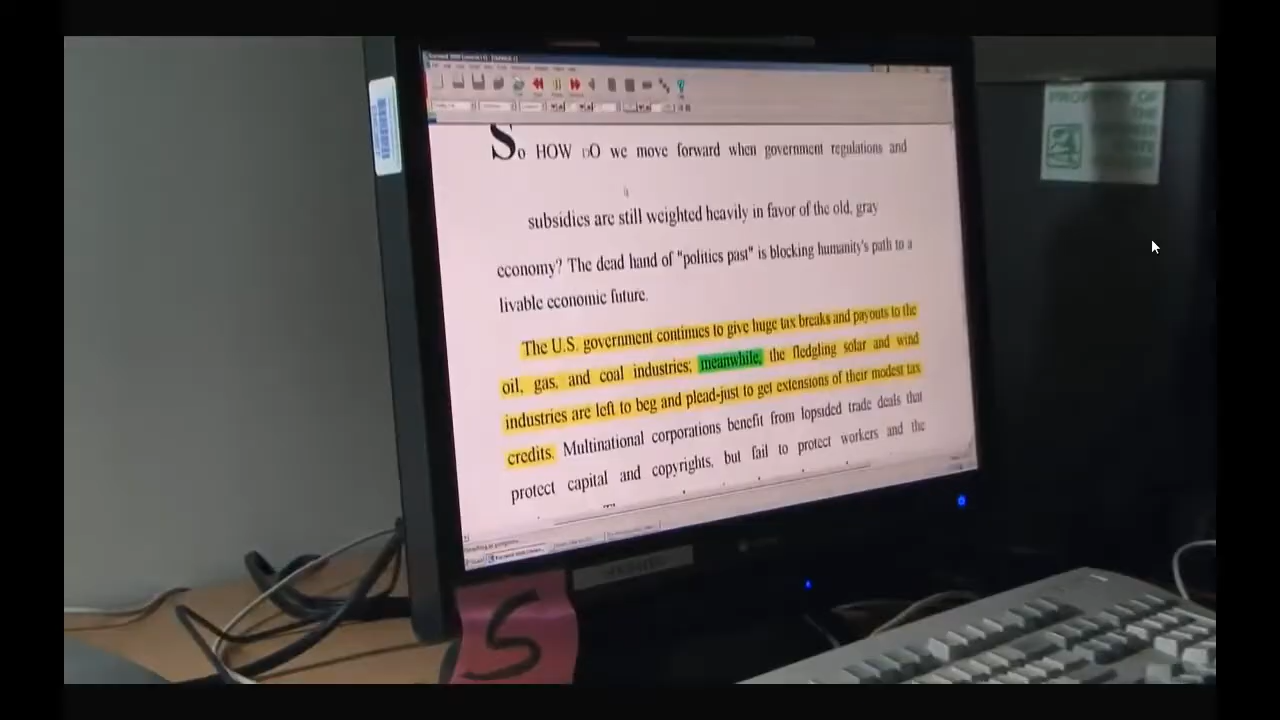 So HOW DO we move forward when government regulations and
subsidies are still weighted heavily in favor of the old, gray
economy? The dead hand of "politics past" is blocking humanity's path to a
livable economic future.
The U.S. government continues to give huge tax breaks and payouts to the
oil, gas, and coal industries; meanwhile, the fledgling solar and wind
industries are left to beg and plead-just to get extensions of their modest tax
credits. Multinational corporations benefit from lopsided trade deals that
protect capital and copyrights, but fail to protect workers and the
PROPERTY OF
THE
STATE
S